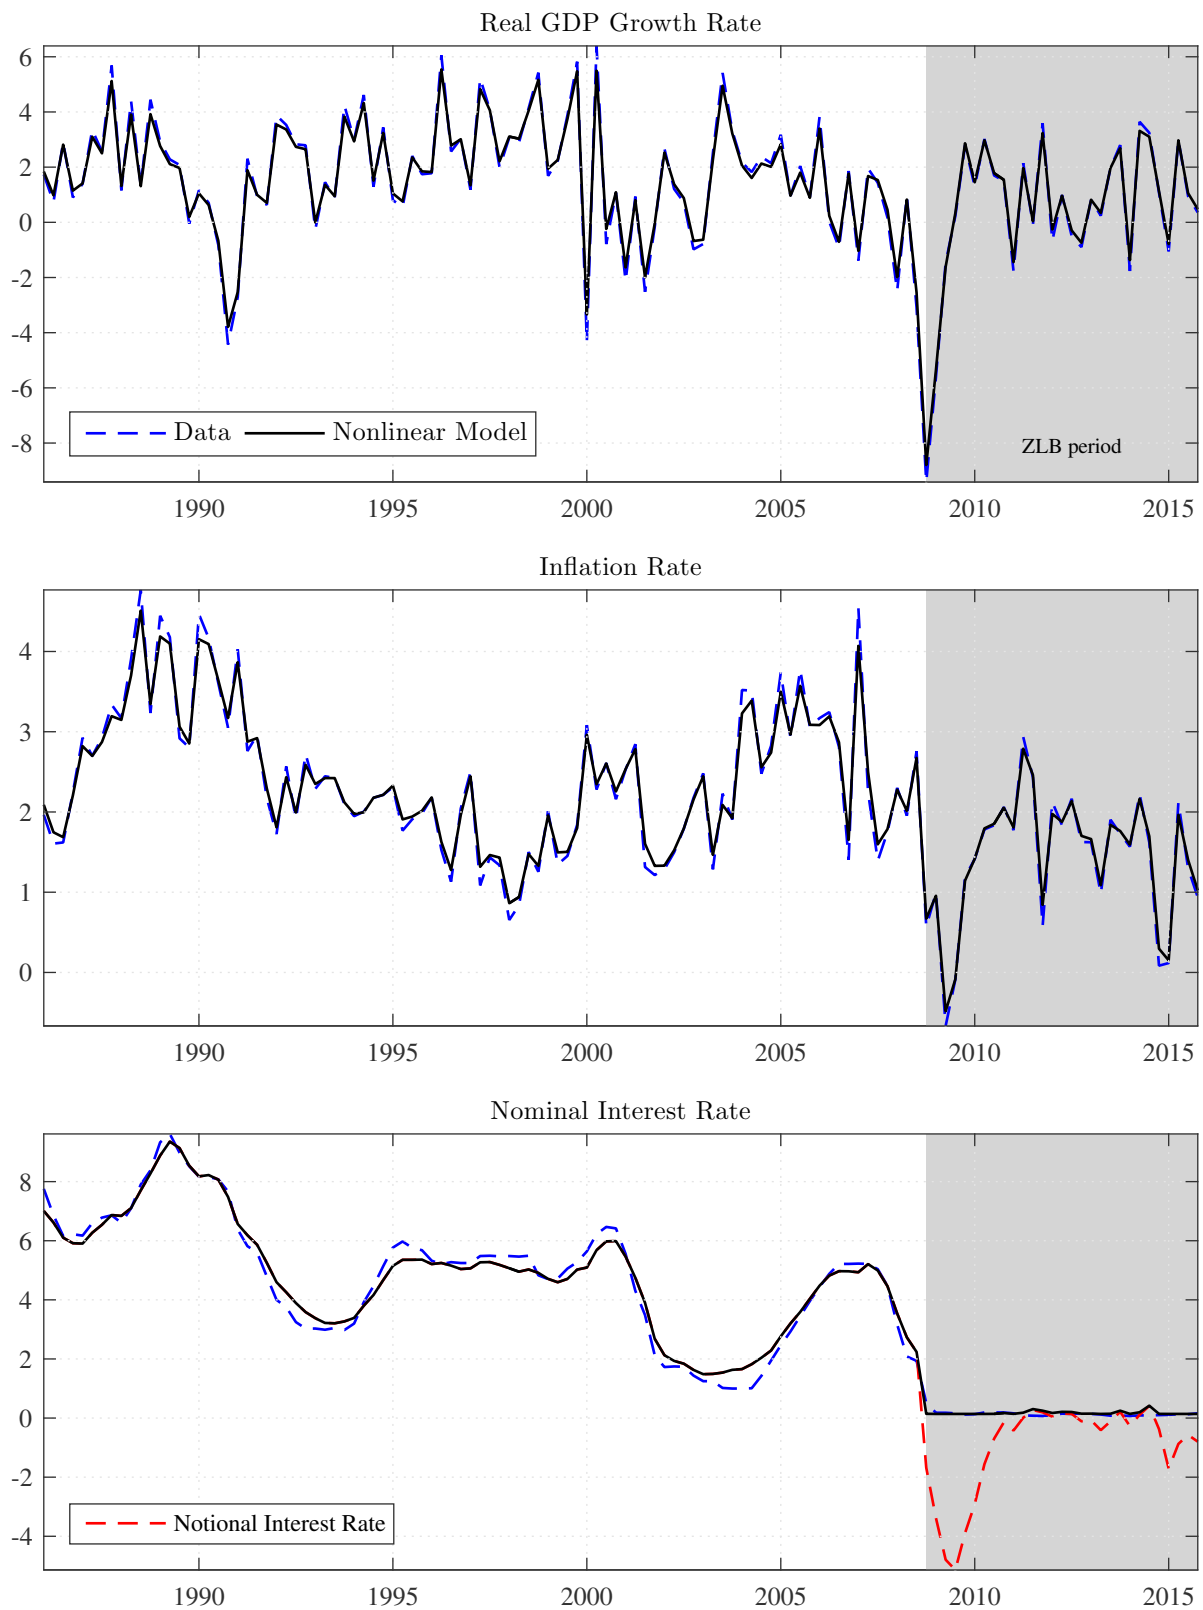 Real GDP Growth Rate
6
4
2
0
-2
-4
-6
-8
Data Nonlinear Model
ZLB period
1990 1995 2000 2005 2010 2015
Inflation Rate
4
3
2
1
0
1990 1995 2000 2005 2010 2015
Nominal Interest Rate
8
6
4
2
0
-2
-4
Notional Interest Rate
1990 1995 2000 2005 2010 2015